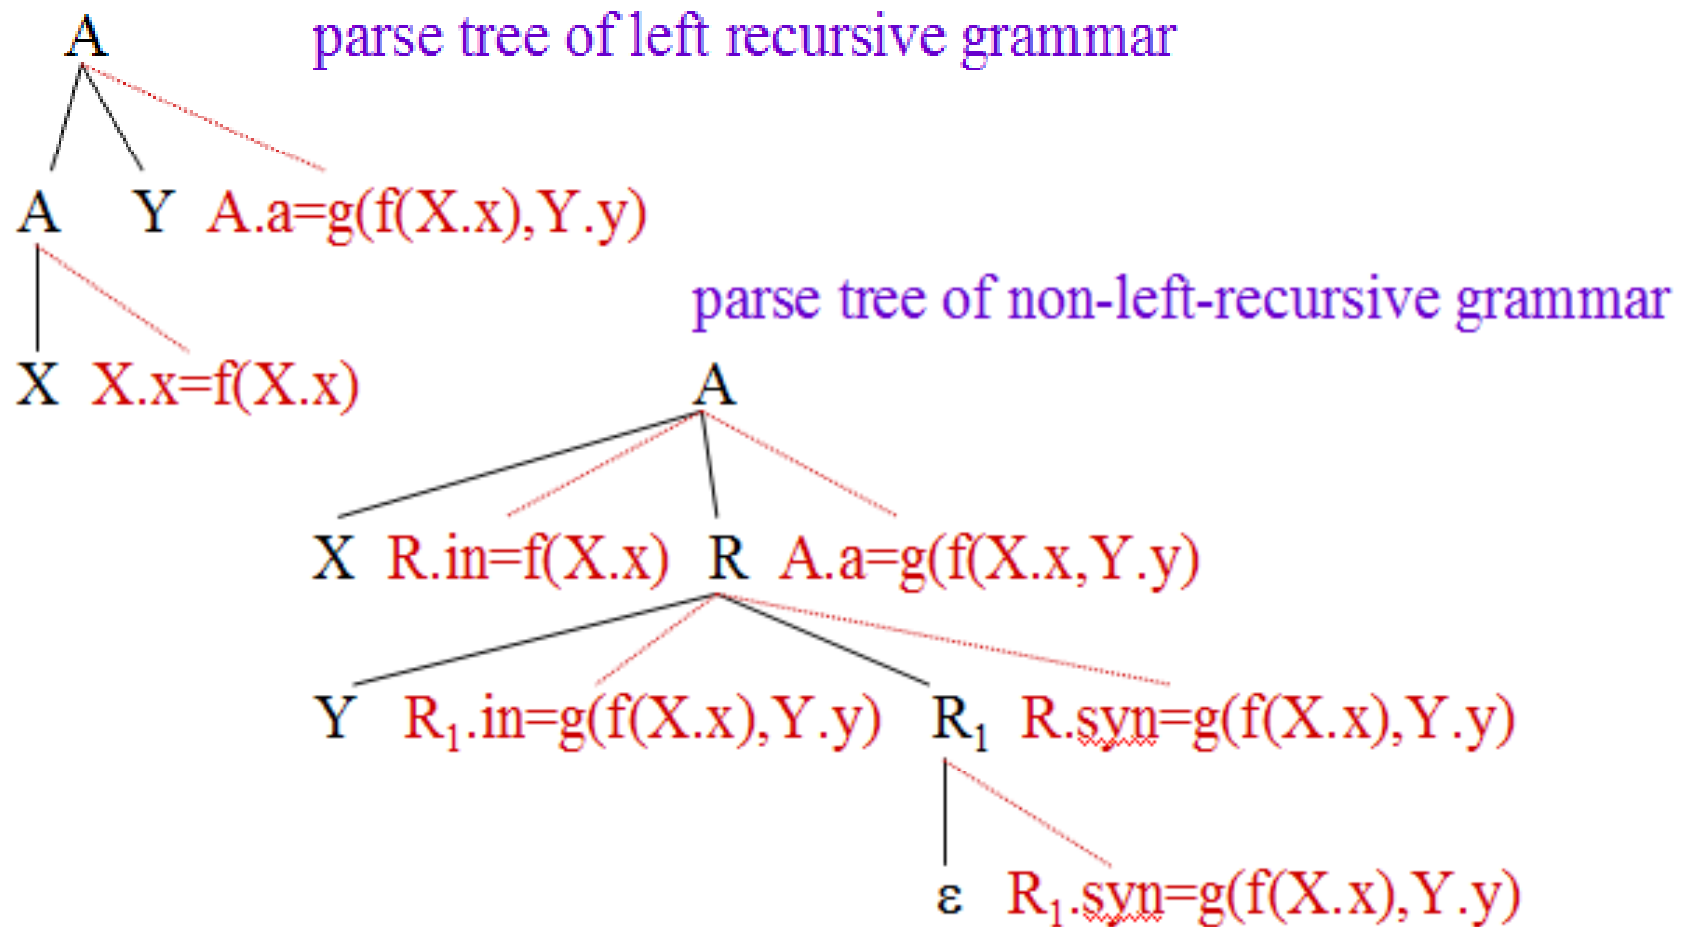 A parse tree of left recursive grammar
A Y A.a=g(f(X.x),Y.y)
parse tree of non-left-recursive grammar
X X.x=f(X.x)
A
X R.in=f(X.x) R A.a=g(f(X.x,Y.y)
Y R₁.in=g(f(X.x),Y.y) R₁ R.syn=g(f(X.x),Y.y)
ε R₁.syn=g(f(X.x),Y.y)